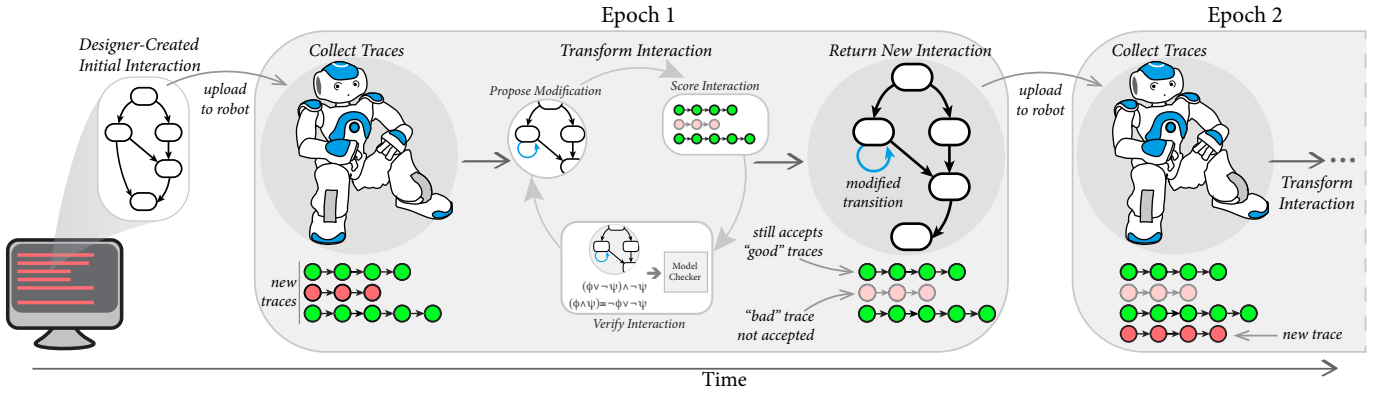 Epoch 1
Epoch 2
Designer-Created
Initial Interaction
upload
to robot
Collect Traces
new
traces
Transform Interaction
Propose Modification
Score Interaction
Model
Checker
(ϕ∨¬ψ)∧¬ψ
(ϕ∧ψ)≡¬ϕ∨¬ψ
Verify Interaction
Return New Interaction
modified
transition
still accepts
“good” traces
“bad” trace
not accepted
upload
to robot
Collect Traces
new trace
Transform
Interaction
Time